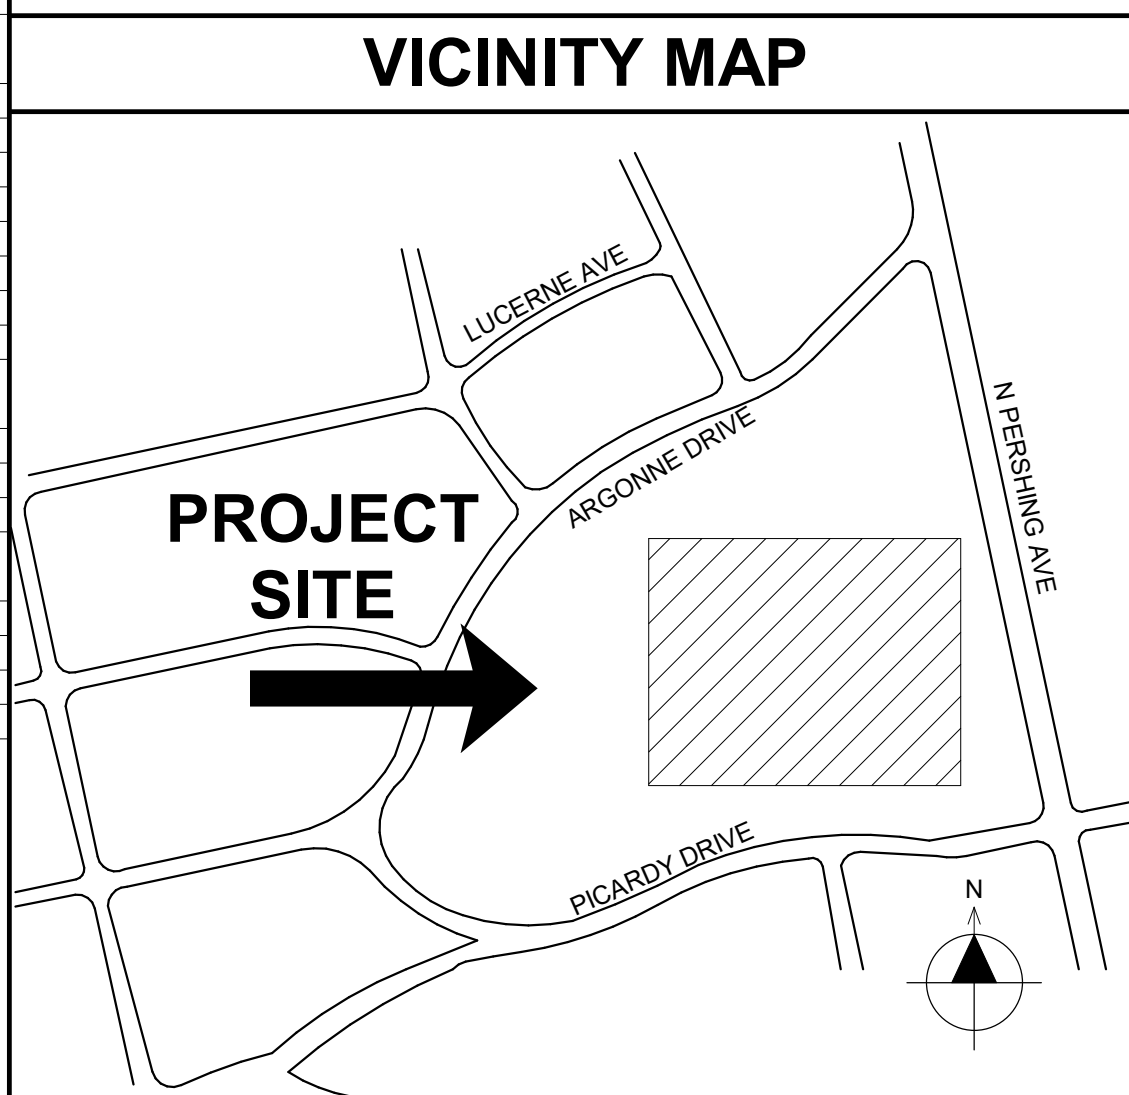 VICINITY MAP
LUCERNE AVE
ARGONNE DRIVE
N PERSHING AVE
PROJECT
SITE
PICARDY DRIVE
N